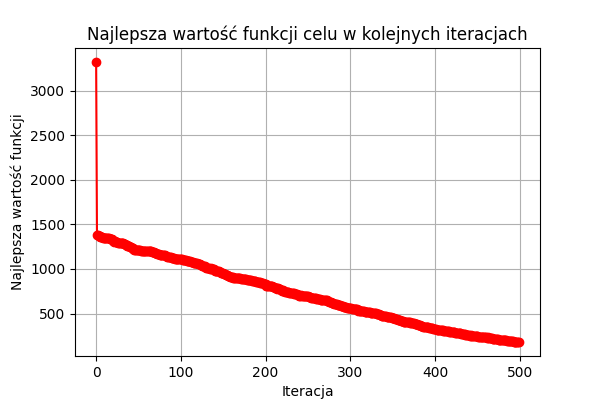 Najlepsza wartość funkcji celu w kolejnych iteracjach
Najlepsza wartość funkcji
3000
2500
2000
1500
1000
500
0 100 200 300 400 500
Iteracja